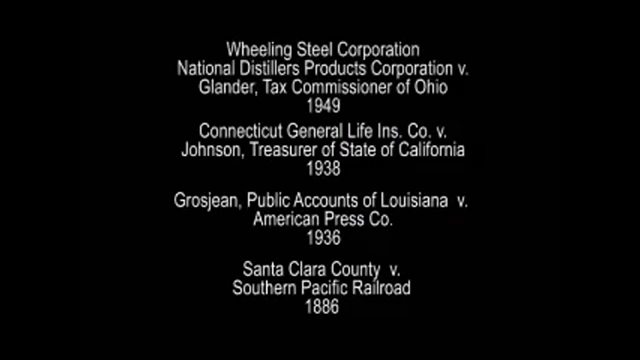 Wheeling Steel Corporation
National Distillers Products Corporation v.
Glander, Tax Commissioner of Ohio
1949
Connecticut General Life Ins. Co. v.
Johnson, Treasurer of State of California
1938
Grosjean, Public Accounts of Louisiana v.
American Press Co.
1936
Santa Clara County v.
Southern Pacific Railroad
1886